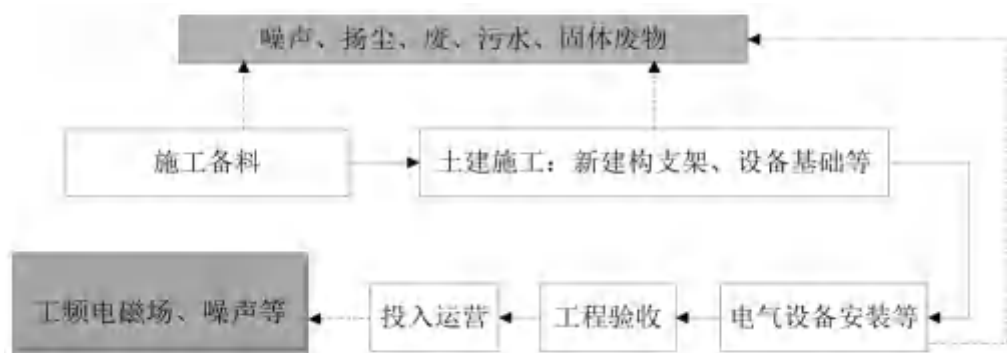 噪声、扬尘、废、污水、固体废物
施工备料
土建施工：新建构支架、设备基础等
工频电磁场、噪声等
投入运营
工程验收
电气设备安装等